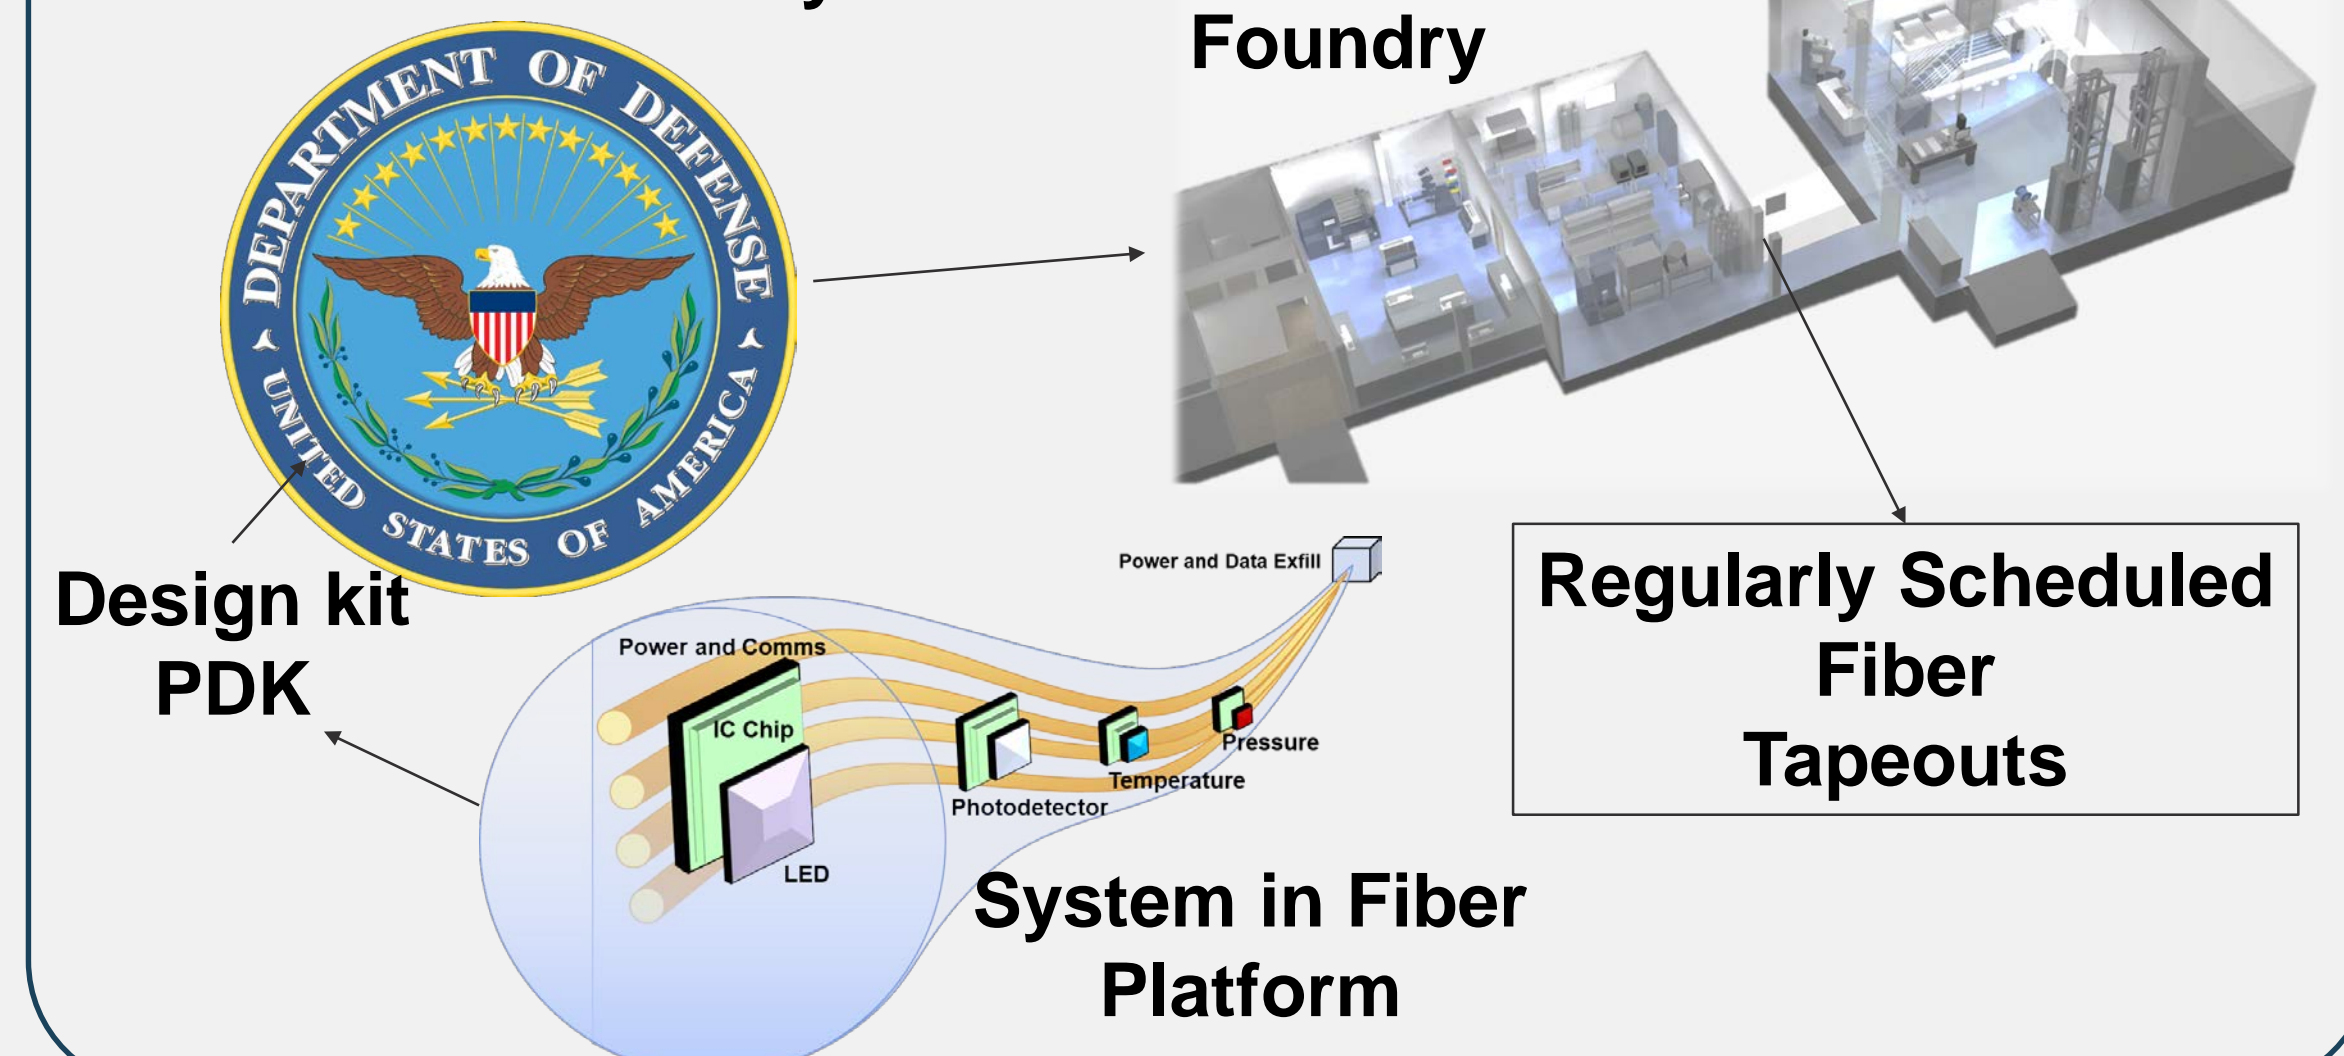 Foundry
DEPARTMENT OF DEFENSE
UNITED STATES OF AMERICA
Design kit
PDK
Power and Data Exfill
Power and Comms
IC Chip
LED
Photodetector
Temperature
Pressure
System in Fiber
Platform
Regularly Scheduled
Fiber
Tapeouts